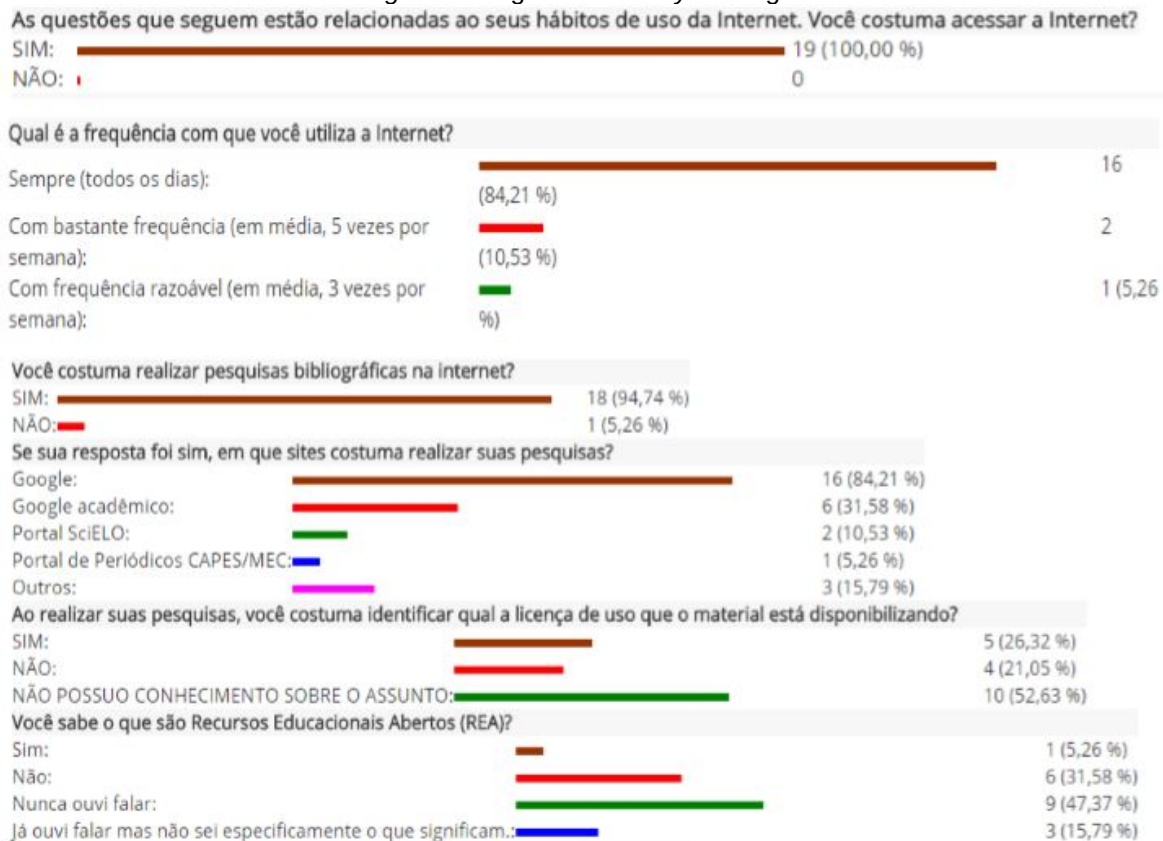 As questões que seguem estão relacionadas ao seus hábitos de uso da Internet. Você costuma acessar a Internet?
SIM: 19 (100,00 %)
NÃO: 0
Qual é a frequência com que você utiliza a Internet?
Sempre (todos os dias): 16
(84,21 %)
Com bastante frequência (em média, 5 vezes por 2
semana): (10,53 %)
Com frequência razoável (em média, 3 vezes por 1 (5,26
semana): %)
Você costuma realizar pesquisas bibliográficas na internet?
SIM: 18 (94,74 %)
NÃO: 1 (5,26 %)
Se sua resposta foi sim, em que sites costuma realizar suas pesquisas?
Google: 16 (84,21 %)
Google acadêmico: 6 (31,58 %)
Portal SciELO: 2 (10,53 %)
Portal de Periódicos CAPES/MEC: 1 (5,26 %)
Outros: 3 (15,79 %)
Ao realizar suas pesquisas, você costuma identificar qual a licença de uso que o material está disponibilizando?
SIM: 5 (26,32 %)
NÃO: 4 (21,05 %)
NÃO POSSUO CONHECIMENTO SOBRE O ASSUNTO: 10 (52,63 %)
Você sabe o que são Recursos Educacionais Abertos (REA)?
Sim: 1 (5,26 %)
Não: 6 (31,58 %)
Nunca ouvi falar: 9 (47,37 %)
Já ouvi falar mas não sei especificamente o que significam.: 3 (15,79 %)